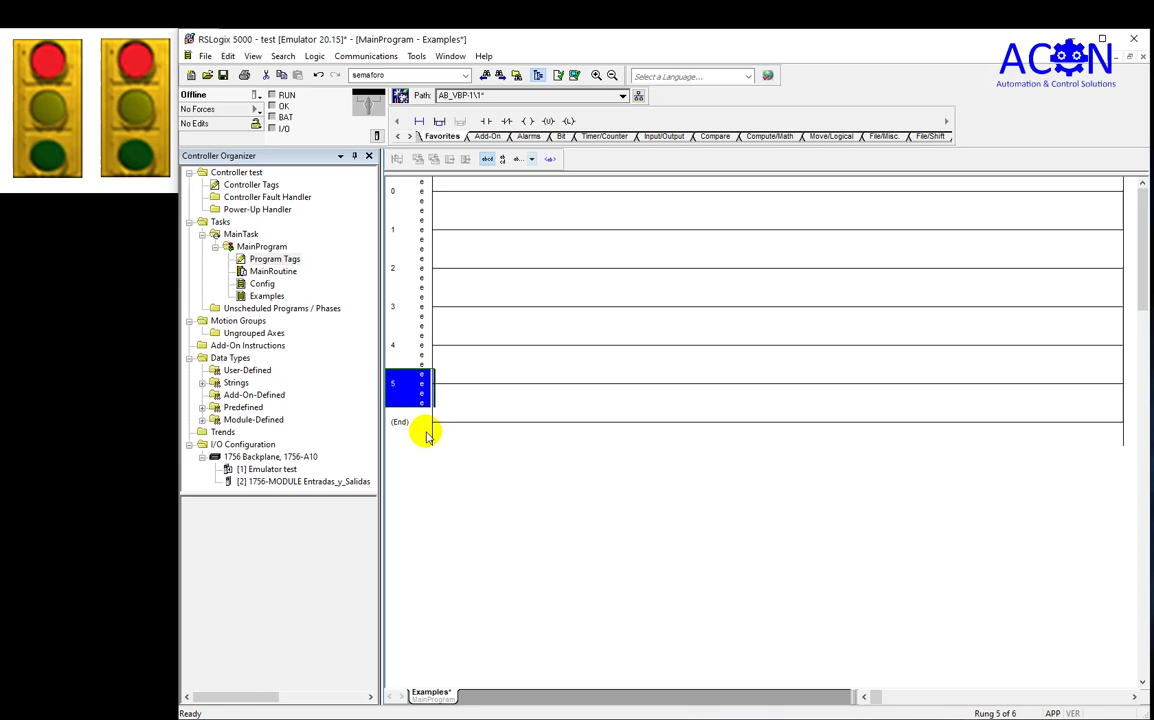 RSLogix 5000 - test [Emulator 20.15]* - [MainProgram - Examples*]
File Edit View Search Logic Communications Tools Window Help
ACON
Automation & Control Solutions
semaforo
Select a Language...
Offline
RUN
No Forces
OK
BAT
No Edits
I/O
Path: AB_VBP-1\1*
Favorites Add-On Alarms Bit Timer/Counter Input/Output Compare Compute/Math Move/Logical File/Misc. File/Shift
Controller Organizer
Controller test
Controller Tags
Controller Fault Handler
Power-Up Handler
Tasks
MainTask
MainProgram
Program Tags
MainRoutine
Config
Examples
Unscheduled Programs / Phases
Motion Groups
Ungrouped Axes
Add-On Instructions
Data Types
User-Defined
Strings
Add-On-Defined
Predefined
Module-Defined
Trends
I/O Configuration
1756 Backplane, 1756-A10
[1] Emulator test
[2] 1756-MODULE Entradas_y_Salidas
e
0 e
e
e
e
1 e
e
e
e
2 e
e
e
e
3 e
e
e
e
4 e
e
e
e
5 e
e
e
(End)
Examples*
MainProgram
Ready
Rung 5 of 6
APP
VER